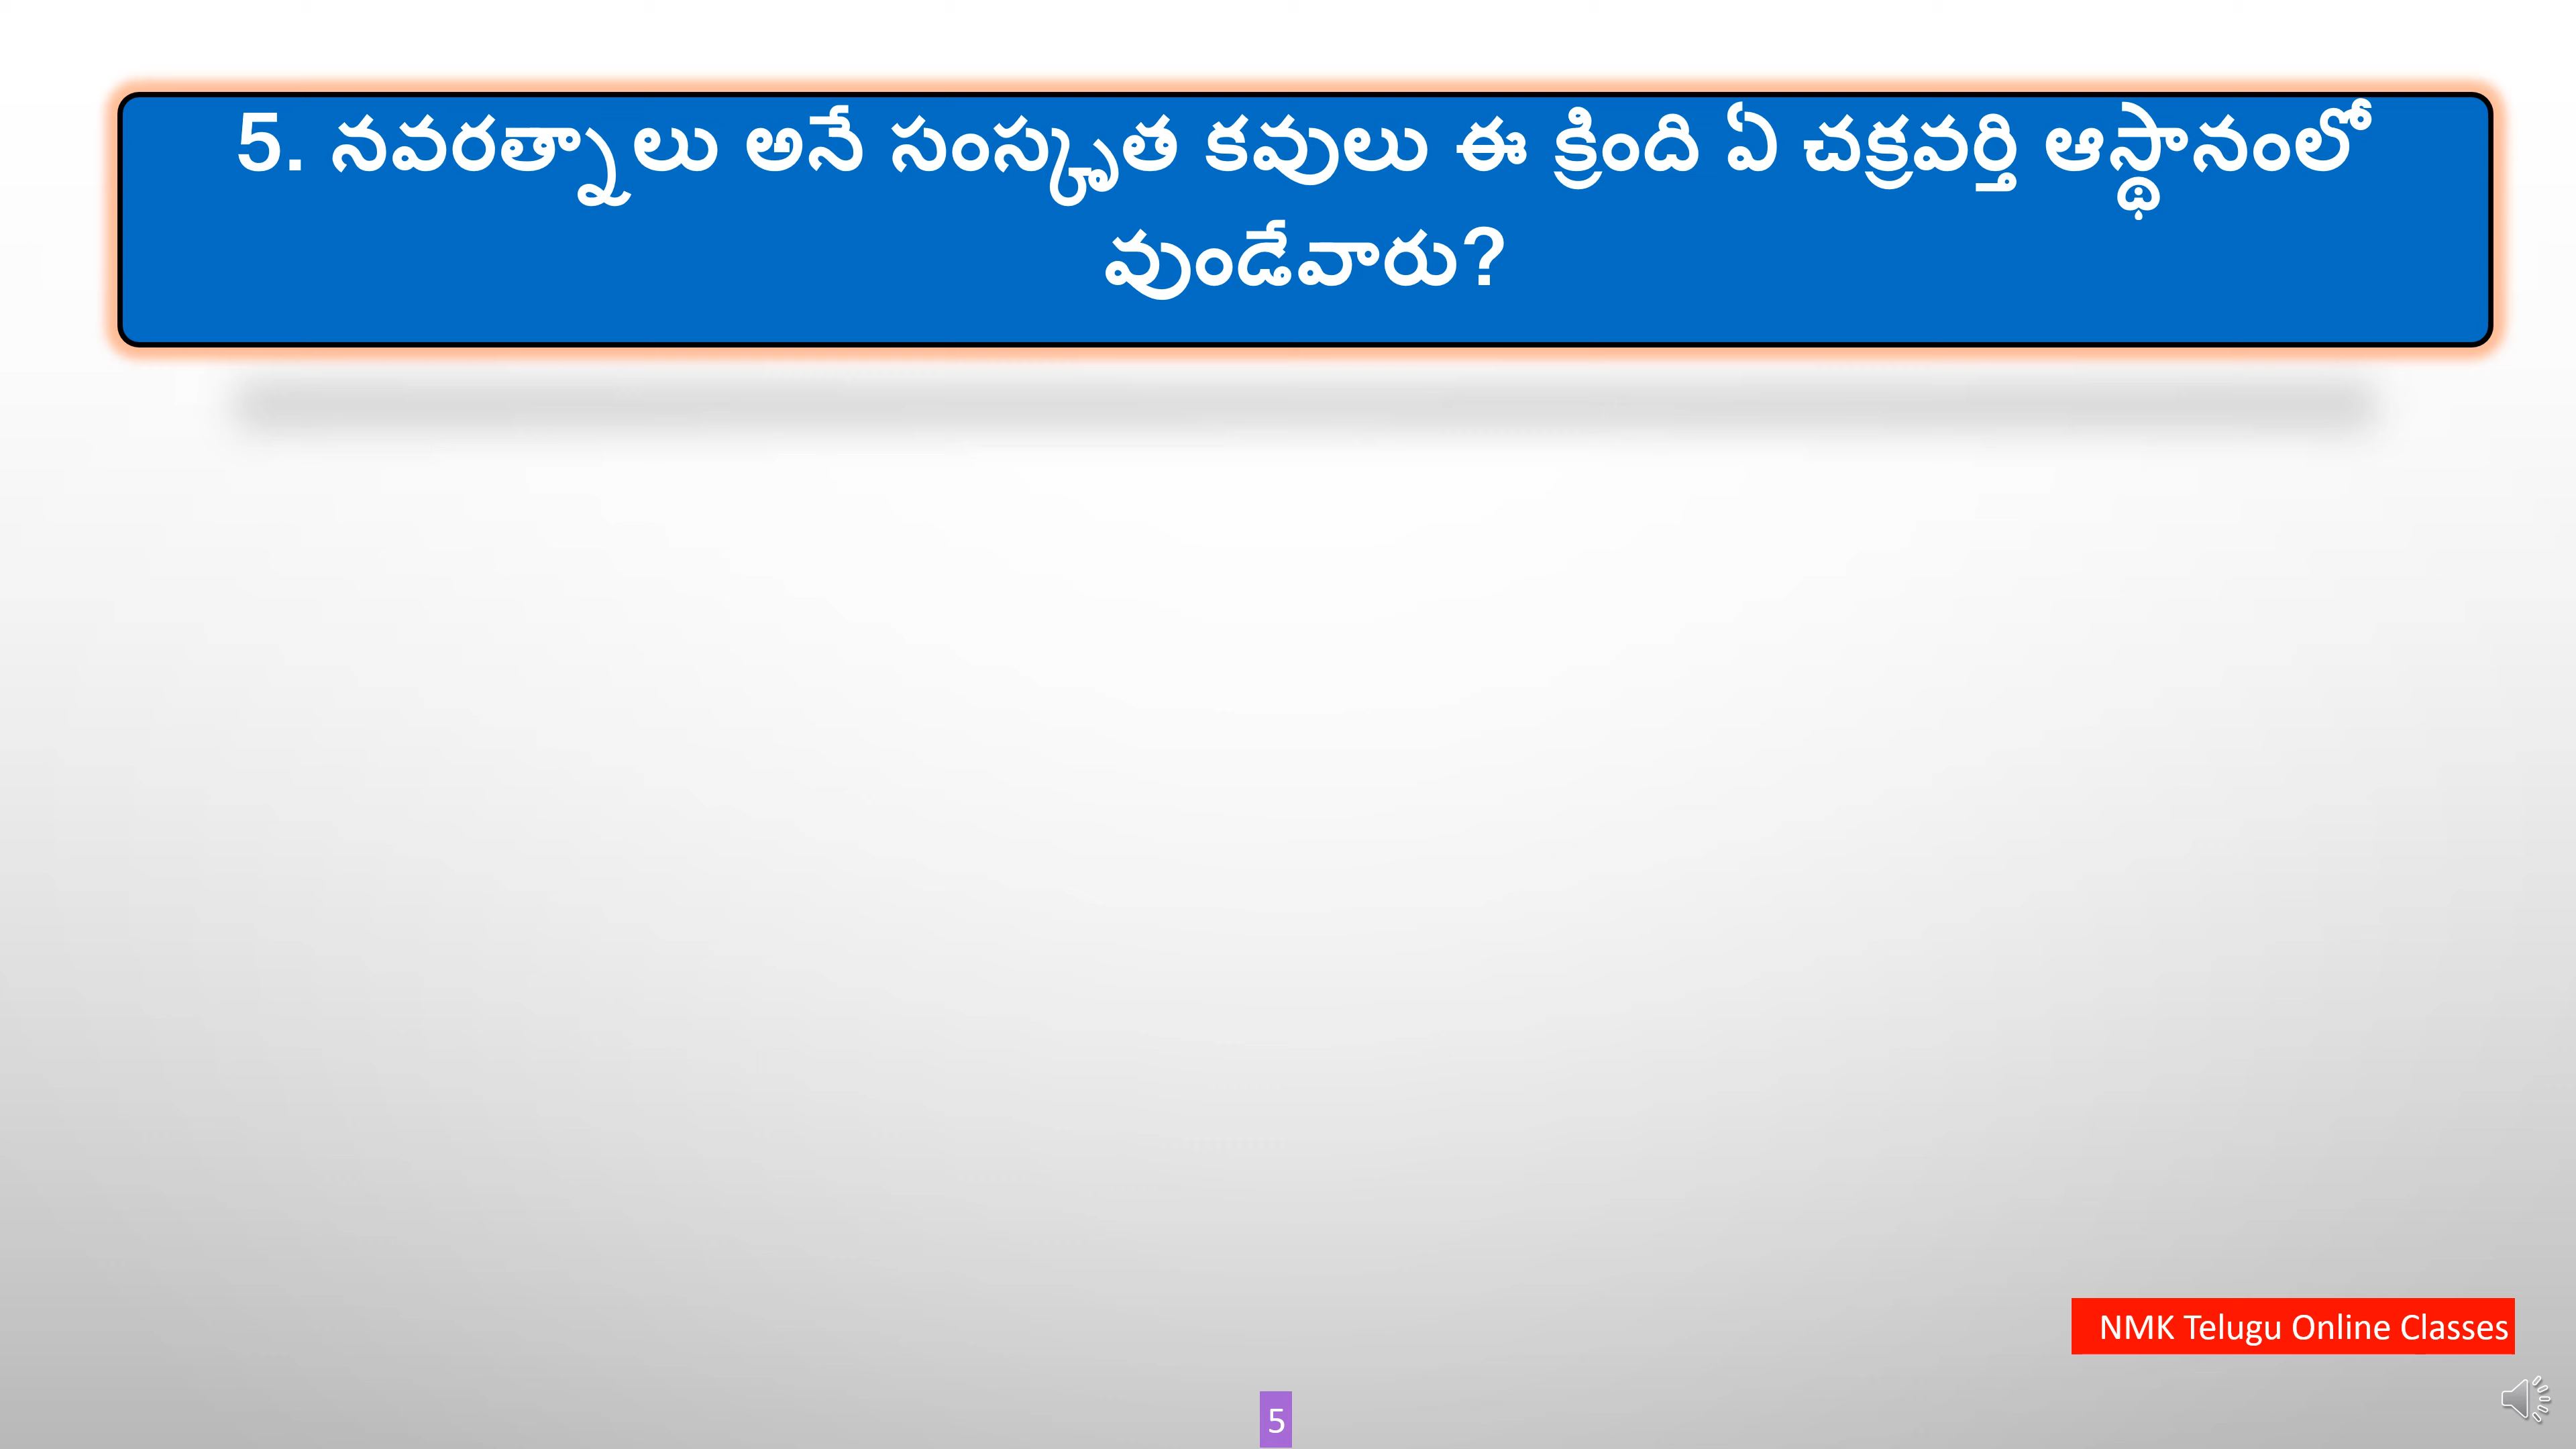 5. నవరత్నాలు అనే సంస్కృత కవులు ఈ క్రింది ఏ చక్రవర్తి ఆస్థానంలో
వుండేవారు?
NMK Telugu Online Classes
5